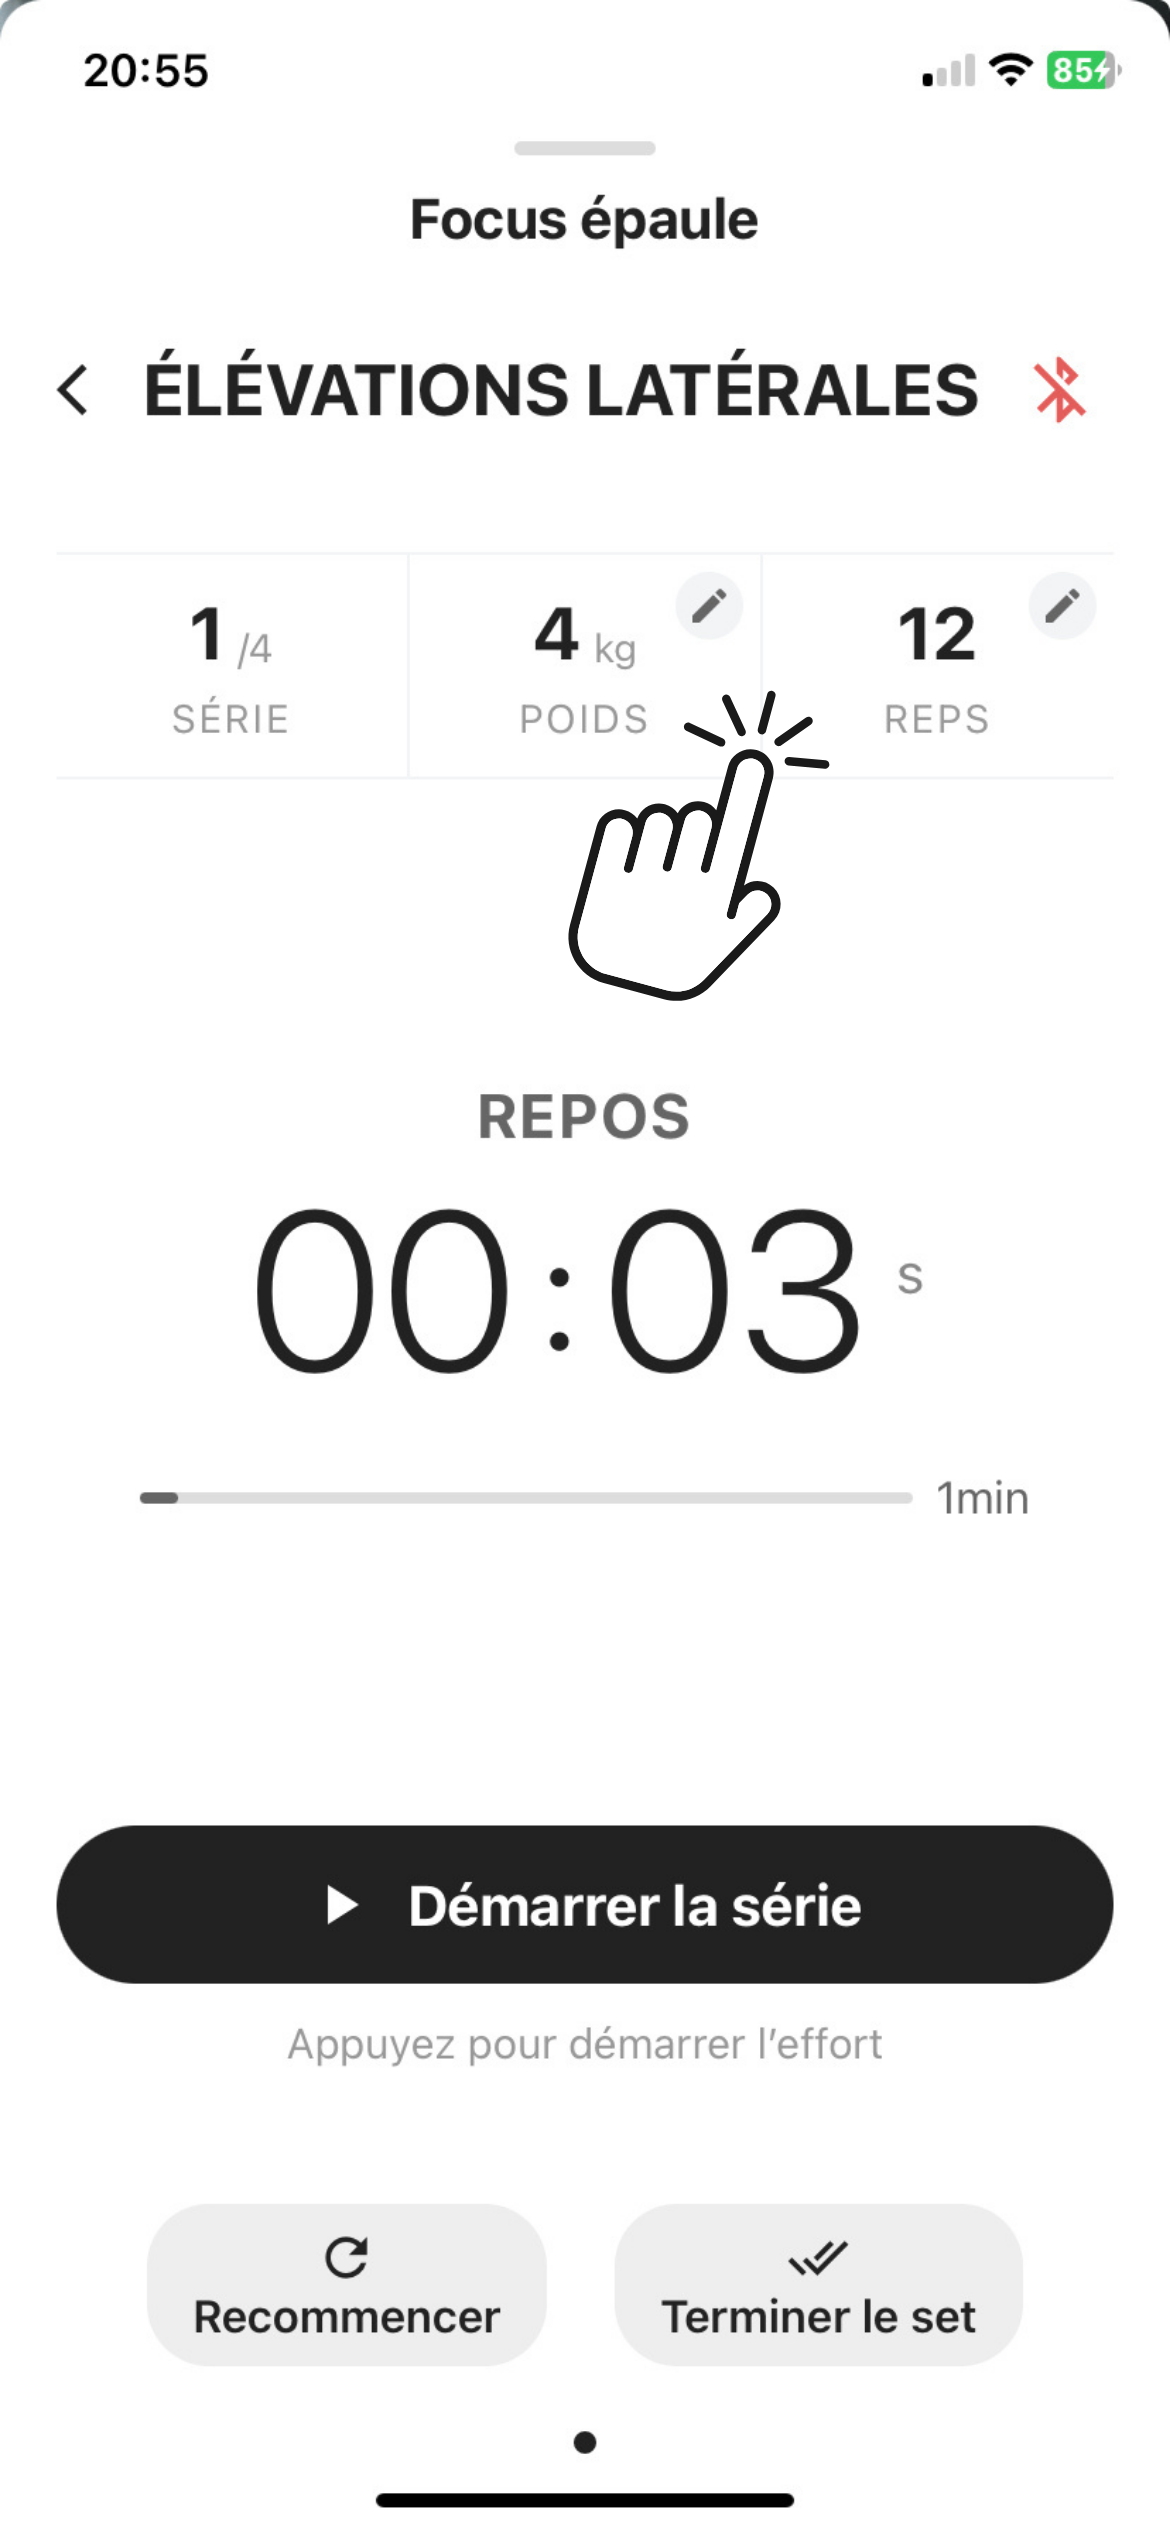 20:55
85
Focus épaule
ÉLÉVATIONS LATÉRALES
1 /4
4 kg
12
SÉRIE
POIDS
REPS
REPOS
00:03 s
1min
Démarrer la série
Appuyez pour démarrer l’effort
Recommencer
Terminer le set